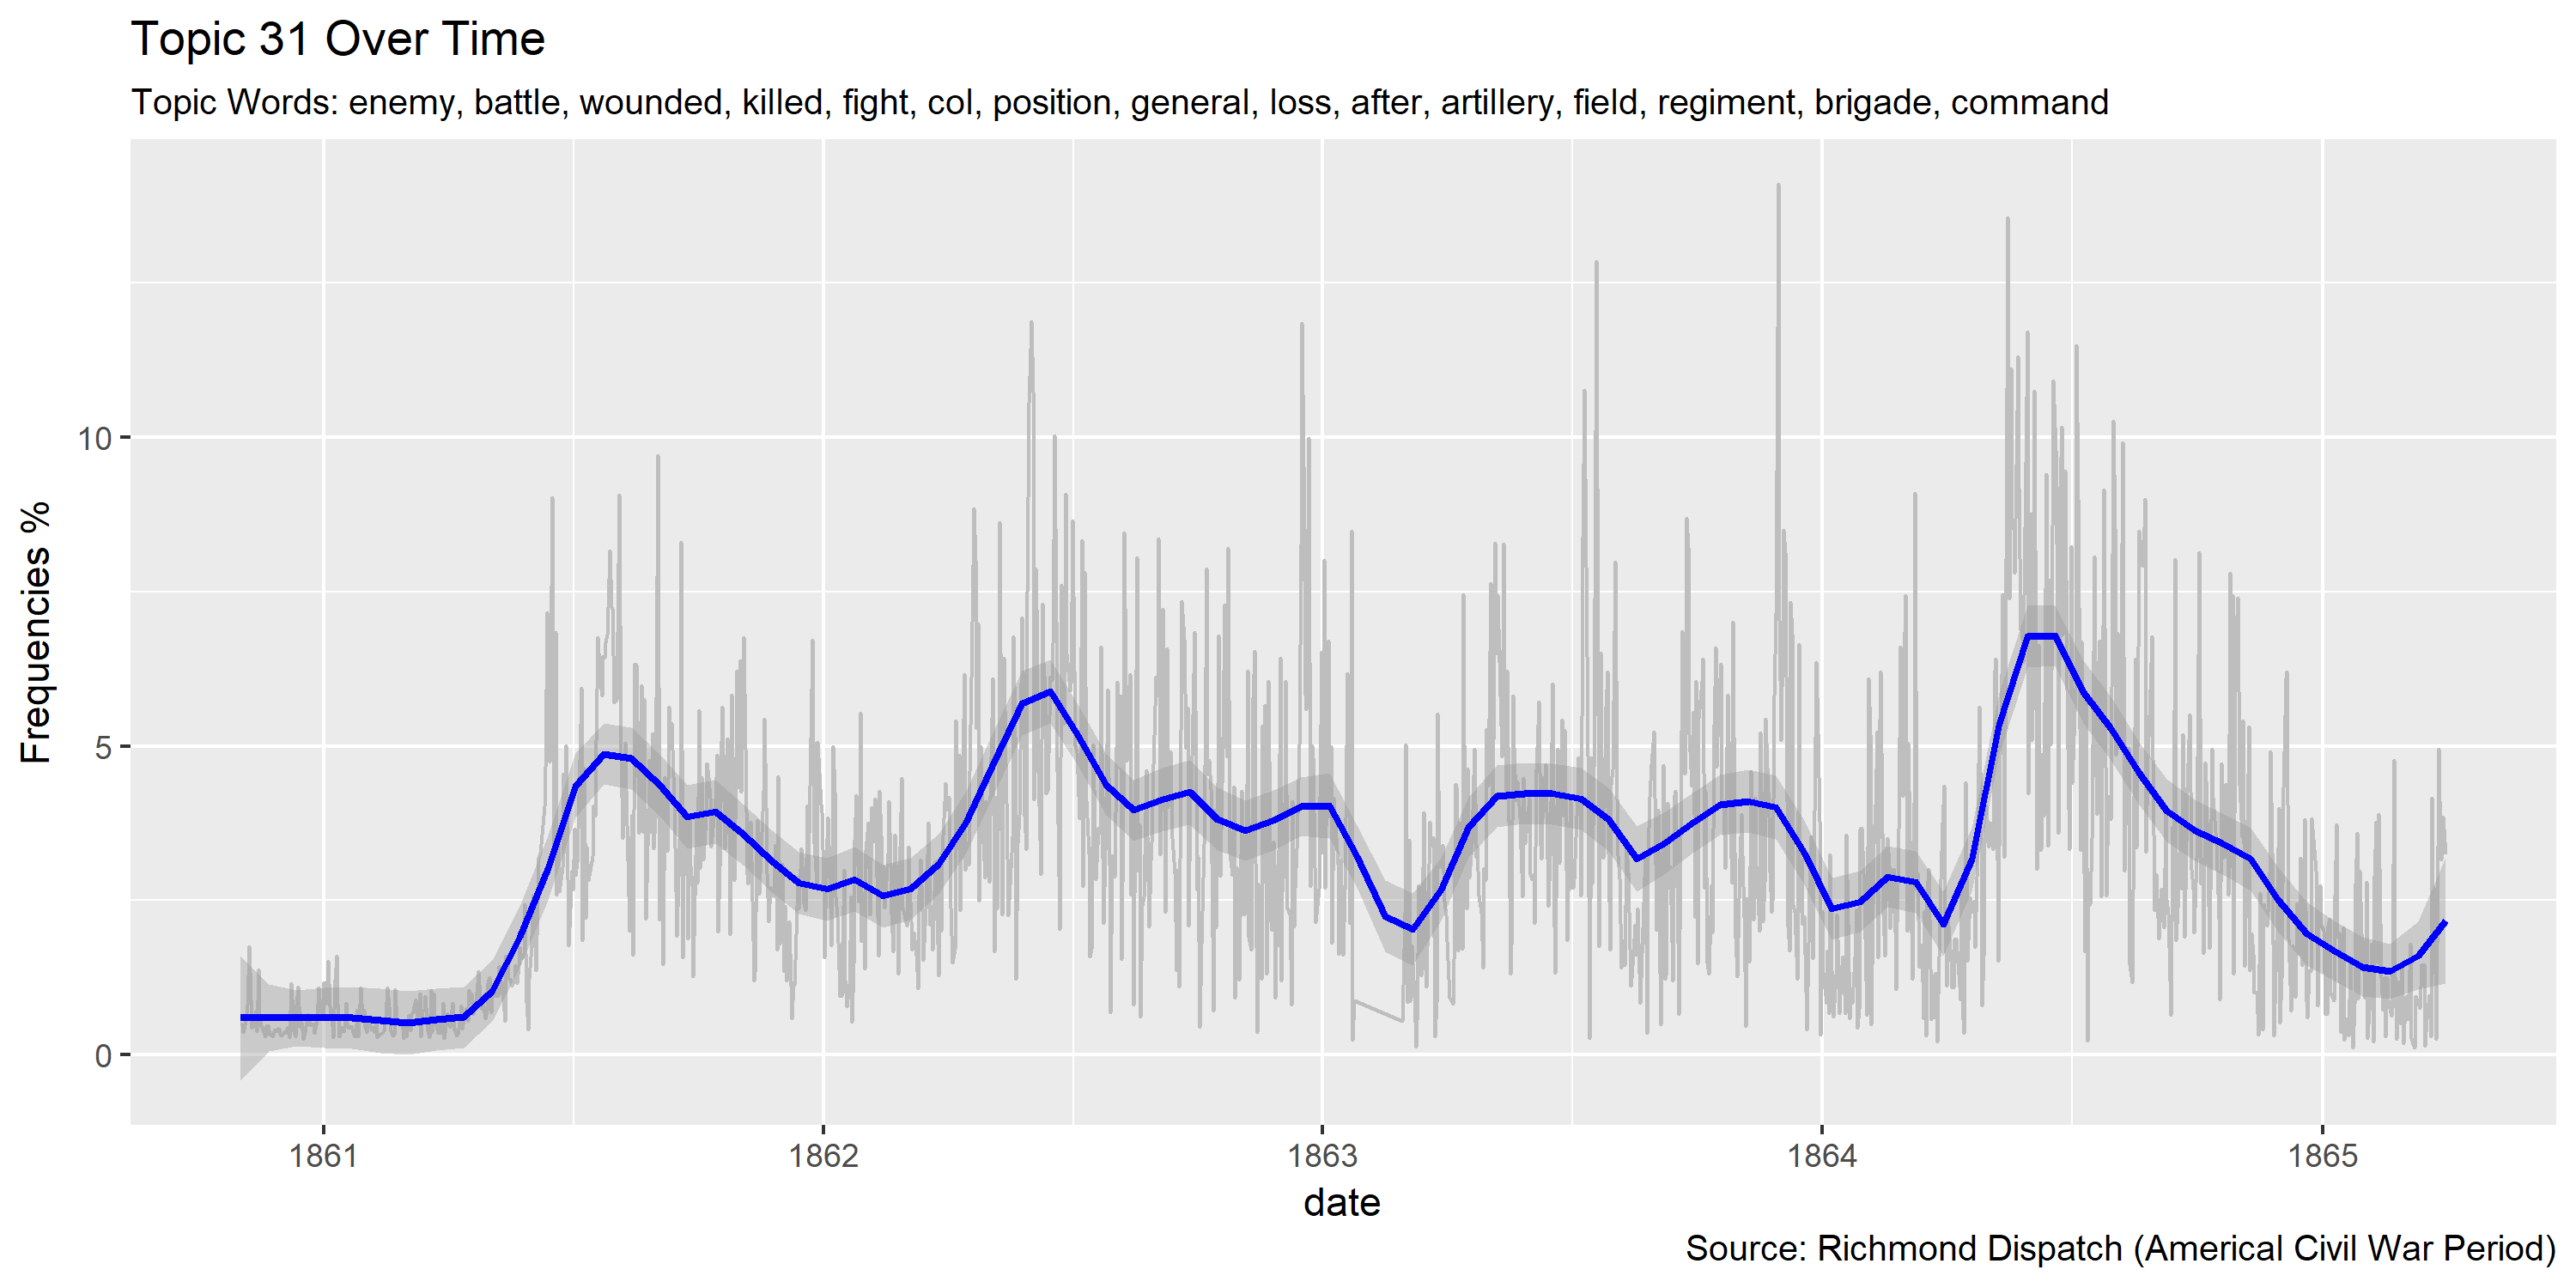 Topic 31 Over Time
Topic Words: enemy, battle, wounded, killed, fight, col, position, general, loss, after, artillery, field, regiment, brigade, command
Frequencies %
10
5
0
1861
1862
1863
1864
1865
date
Source: Richmond Dispatch (Americal Civil War Period)